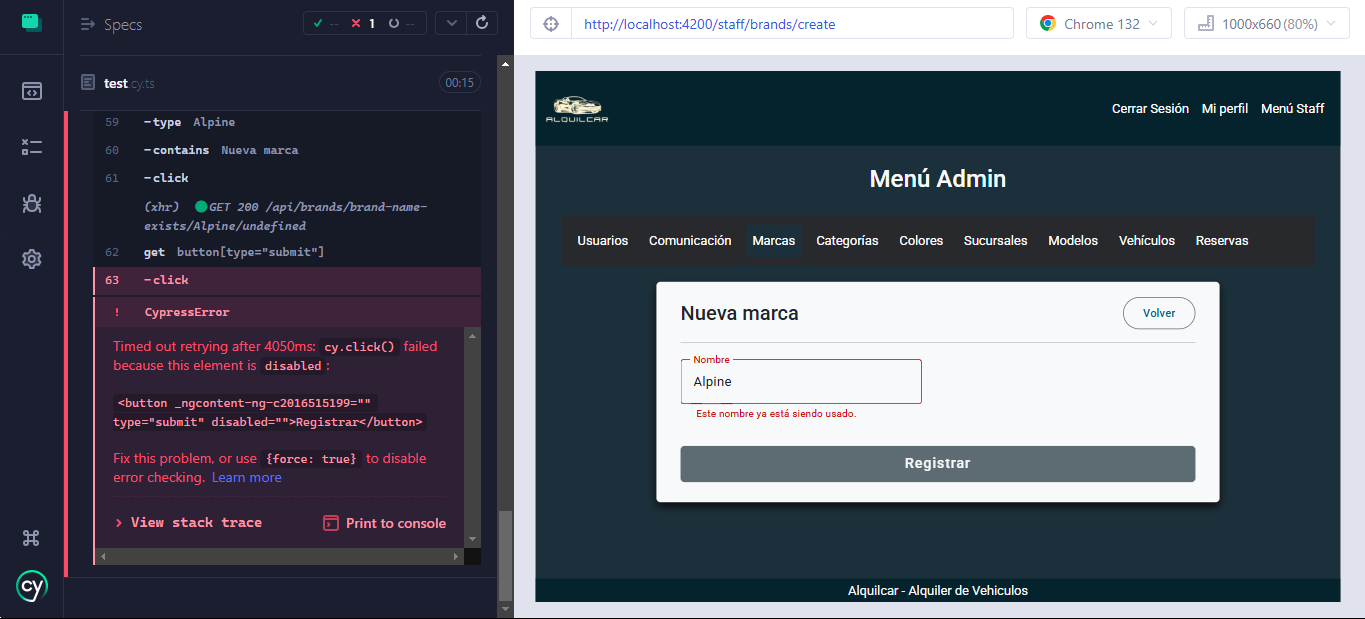 Specs
-- 1 --
test.cy.ts
00:15
59 -type Alpine
60 -contains Nueva marca
61 -click
(xhr) GET 200 /api/brands/brand-name-
exists/Alpine/undefined
62 get button[type="submit"]
63 -click
! CypressError
Timed out retrying after 4050ms: cy.click() failed
because this element is disabled:
<button _ngcontent-ng-c2016515199=""
type="submit" disabled="">Registrar</button>
Fix this problem, or use {force: true} to disable
error checking. Learn more
View stack trace
Print to console
cy
http://localhost:4200/staff/brands/create
Chrome 132
1000x660 (80%)
ALQUILCAR
Cerrar Sesión Mi perfil Menú Staff
Menú Admin
Usuarios Comunicación Marcas Categorías Colores Sucursales Modelos Vehículos Reservas
Nueva marca
Volver
Nombre
Alpine
Este nombre ya está siendo usado.
Registrar
Alquilcar - Alquiler de Vehiculos